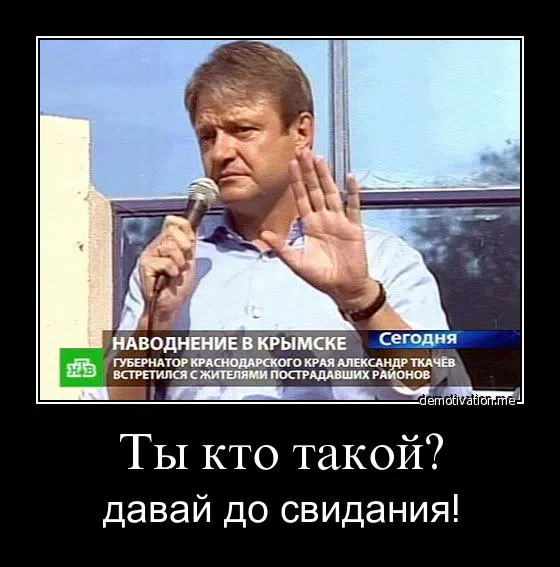 НАВОДНЕНИЕ В КРЫМСКЕ
Сегодня
НТВ
ГУБЕРНАТОР КРАСНОДАРСКОГО КРАЯ АЛЕКСАНДР ТКАЧЁВ
ВСТРЕТИЛСЯ С ЖИТЕЛЯМИ ПОСТРАДАВШИХ РАЙОНОВ
demotivation.me
Ты кто такой?
давай до свидания!